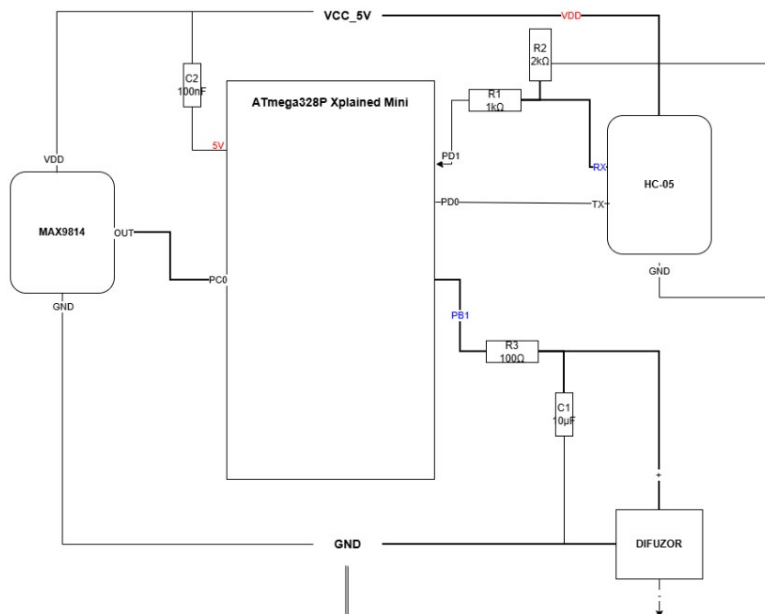 VCC_5V
VDD
R2
2kΩ
C2
100nF
ATmega328P Xplained Mini
R1
1kΩ
5V
PD1
VDD
RX
HC-05
PD0
TX
MAX9814
OUT
PC0
GND
GND
PB1
R3
100Ω
C1
10µF
+
GND
DIFUZOR
-